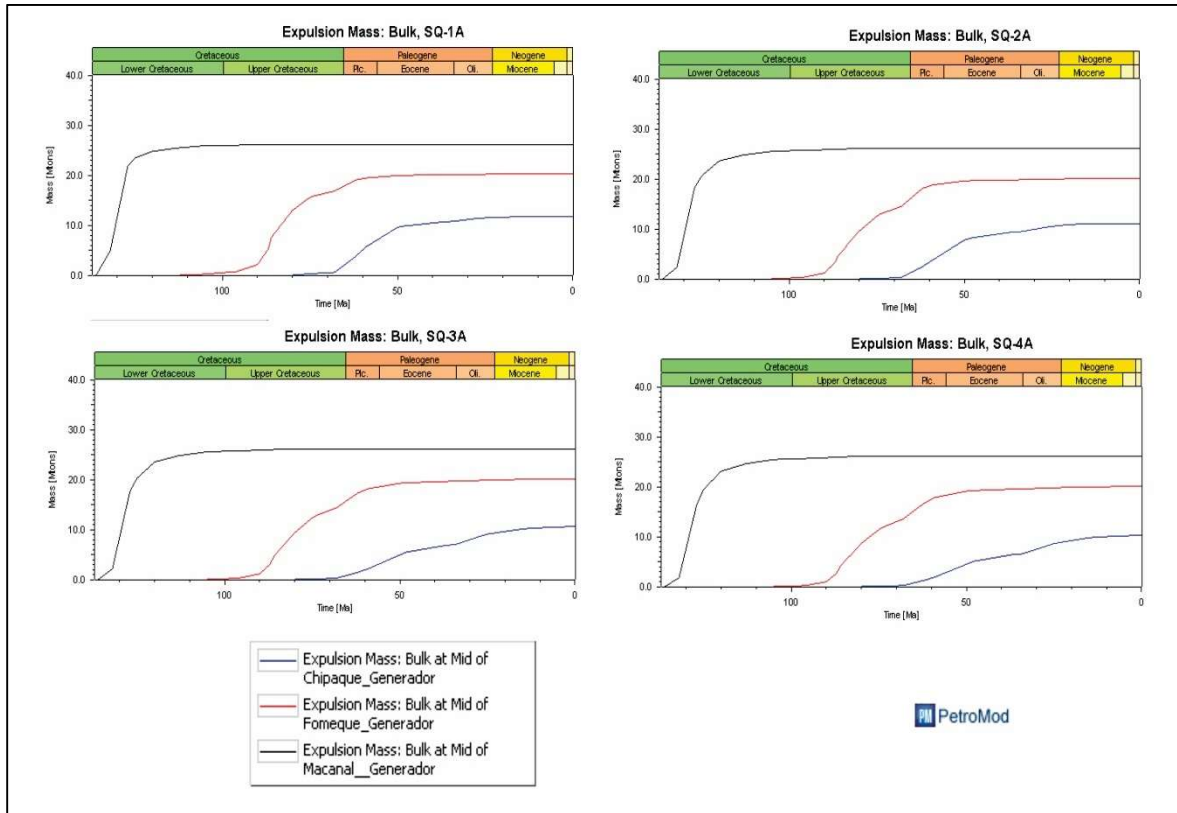 Expulsion Mass: Bulk, SQ-1A
Cretaceous Paleogene Neogene
Lower Cretaceous Upper Cretaceous Plc. Eocene Oli. Miocene
40.0
30.0
20.0
10.0
0.0
Mass [Mtons]
100 50 0
Time [Ma]
Expulsion Mass: Bulk, SQ-2A
Cretaceous Paleogene Neogene
Lower Cretaceous Upper Cretaceous Plc. Eocene Oli. Miocene
40.0
30.0
20.0
10.0
0.0
Mass [Mtons]
100 50 0
Time [Ma]
Expulsion Mass: Bulk, SQ-3A
Cretaceous Paleogene Neogene
Lower Cretaceous Upper Cretaceous Plc. Eocene Oli. Miocene
40.0
30.0
20.0
10.0
0.0
Mass [Mtons]
100 50 0
Time [Ma]
Expulsion Mass: Bulk, SQ-4A
Cretaceous Paleogene Neogene
Lower Cretaceous Upper Cretaceous Plc. Eocene Oli. Miocene
40.0
30.0
20.0
10.0
0.0
Mass [Mtons]
100 50 0
Time [Ma]
Expulsion Mass: Bulk at Mid of
Chipaque_Generador
Expulsion Mass: Bulk at Mid of
Fomeque_Generador
Expulsion Mass: Bulk at Mid of
Macanal__Generador
PM PetroMod